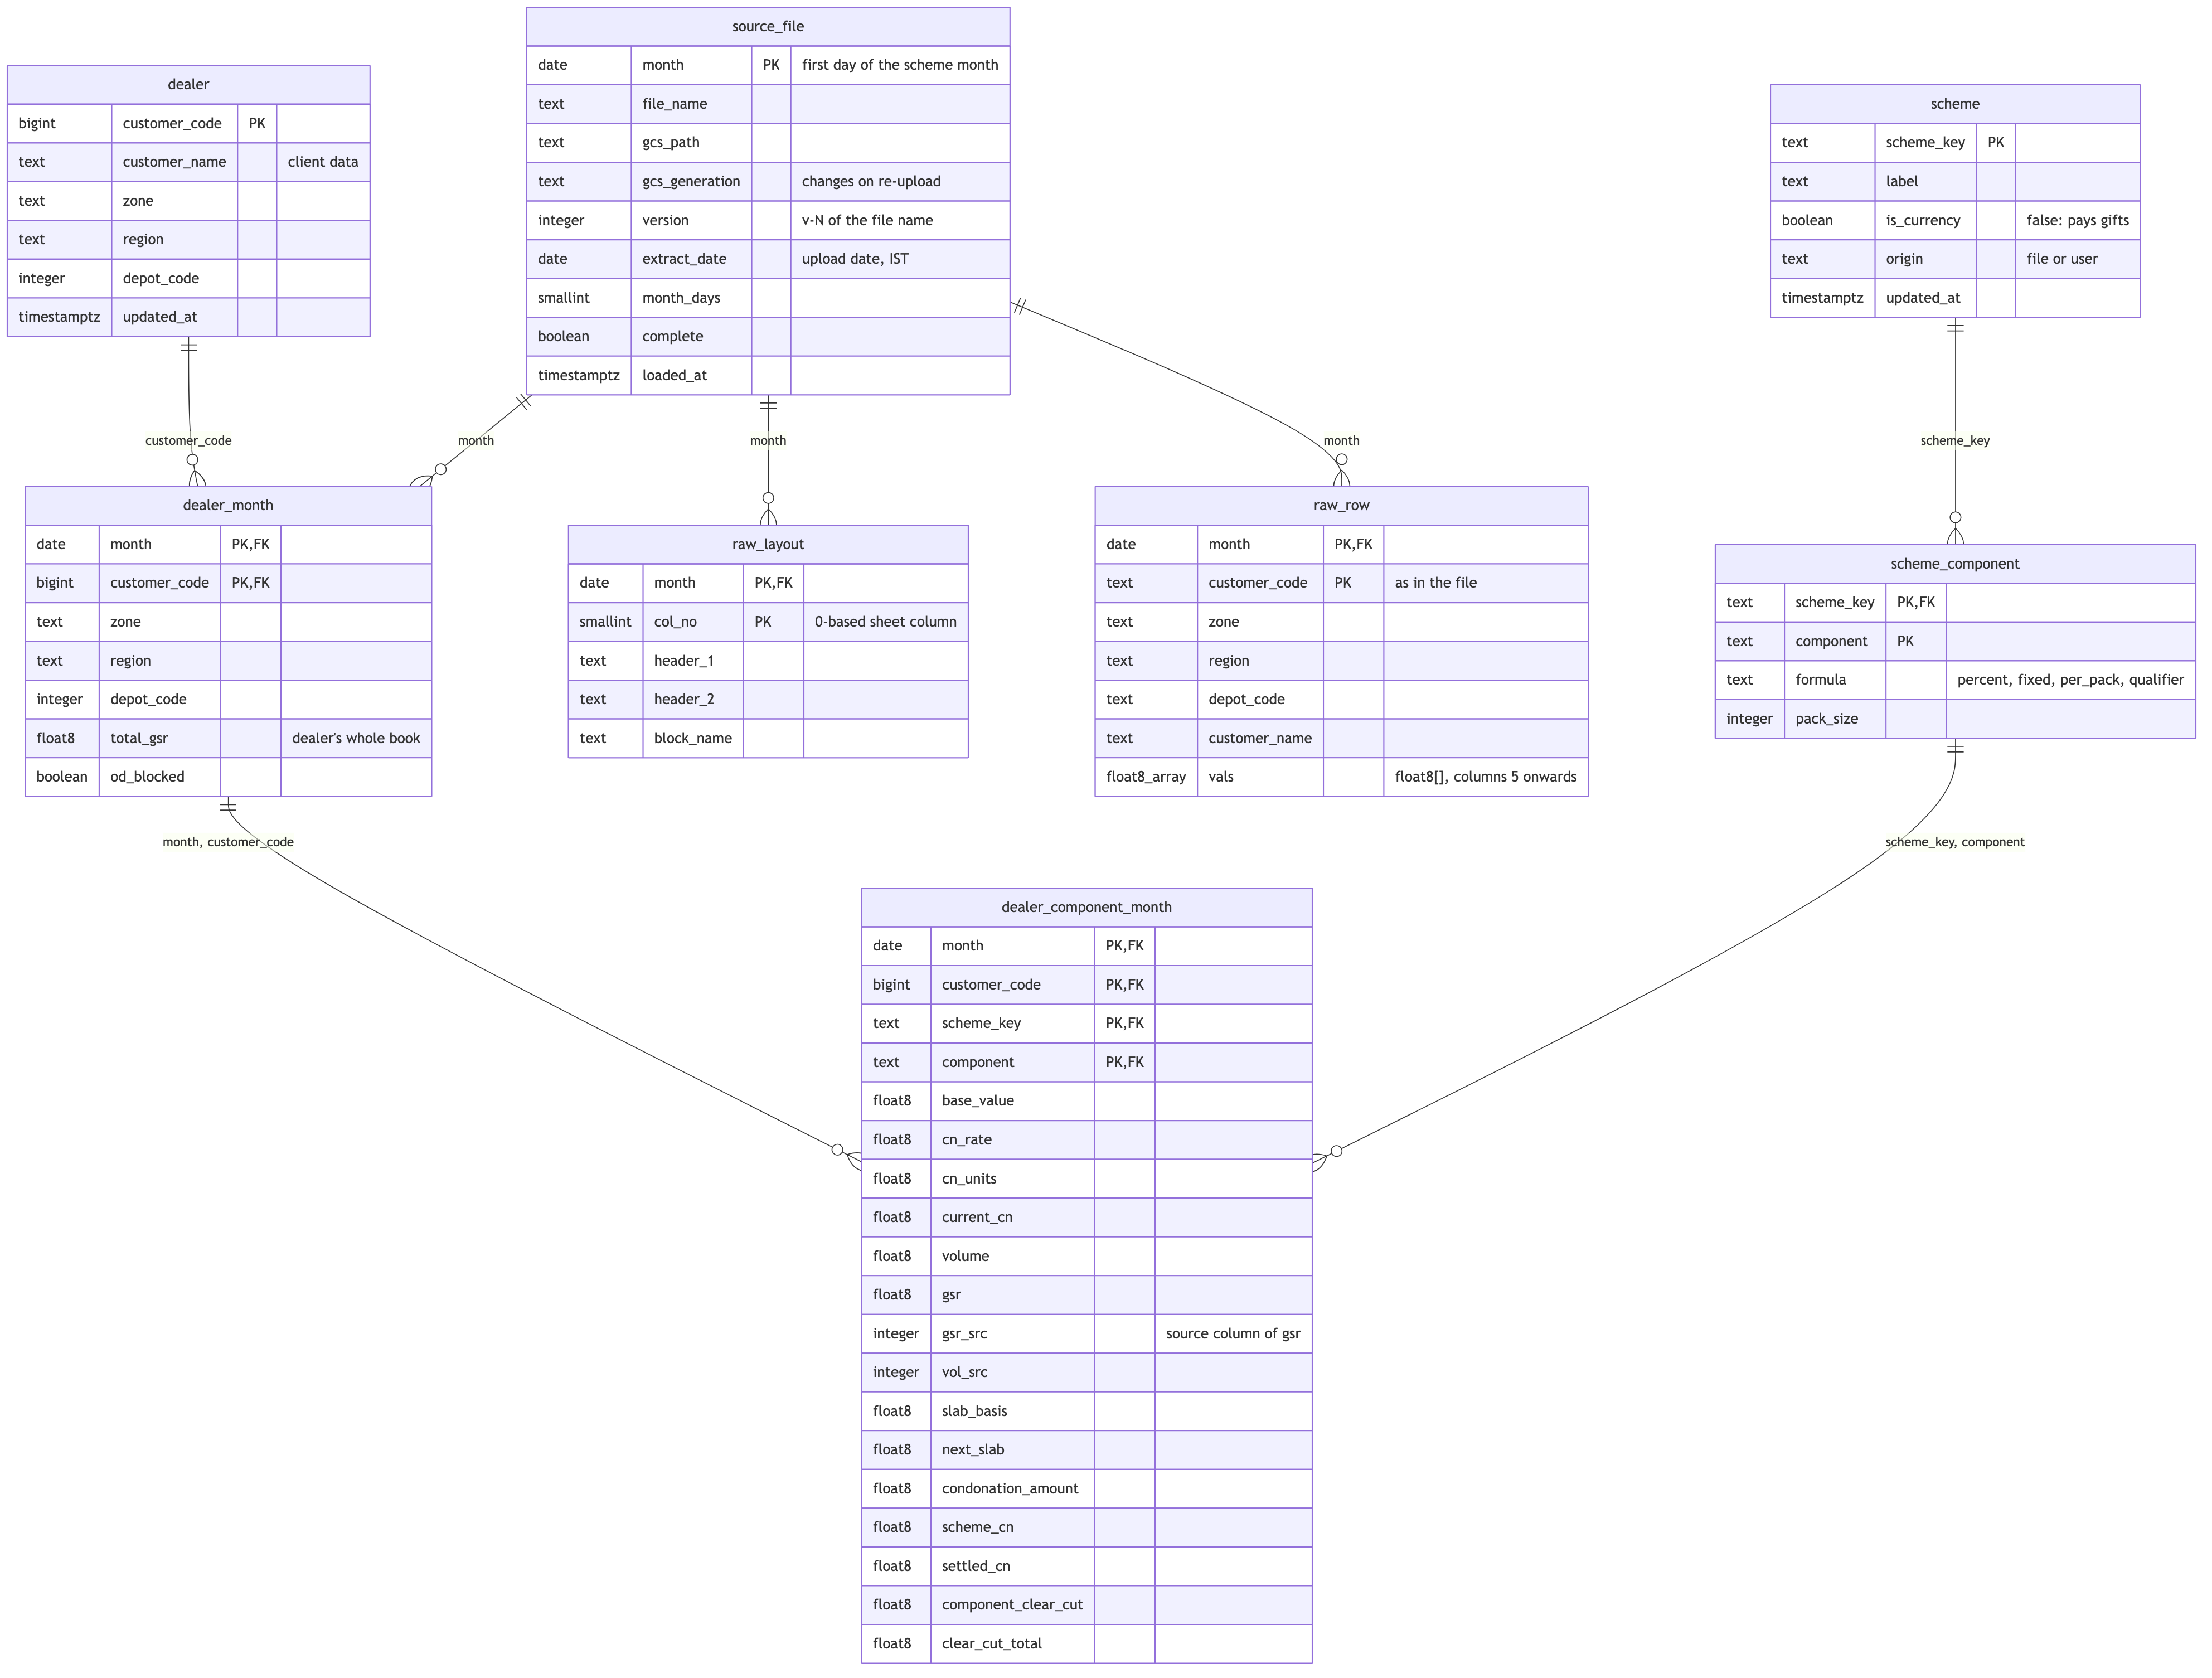 source_file
date month PK first day of the scheme month
text file_name
text gcs_path
text gcs_generation changes on re-upload
integer version v-N of the file name
date extract_date upload date, IST
smallint month_days
boolean complete
timestamptz loaded_at
dealer
bigint customer_code PK
text customer_name client data
text zone
text region
integer depot_code
timestamptz updated_at
scheme
text scheme_key PK
text label
boolean is_currency false: pays gifts
text origin file or user
timestamptz updated_at
customer_code
month
month
month
scheme_key
dealer_month
date month PK,FK
bigint customer_code PK,FK
text zone
text region
integer depot_code
float8 total_gsr dealer's whole book
boolean od_blocked
raw_layout
date month PK,FK
smallint col_no PK 0-based sheet column
text header_1
text header_2
text block_name
raw_row
date month PK,FK
text customer_code PK as in the file
text zone
text region
text depot_code
text customer_name
float8_array vals float8[], columns 5 onwards
scheme_component
text scheme_key PK,FK
text component PK
text formula percent, fixed, per_pack, qualifier
integer pack_size
month, customer_code
scheme_key, component
dealer_component_month
date month PK,FK
bigint customer_code PK,FK
text scheme_key PK,FK
text component PK,FK
float8 base_value
float8 cn_rate
float8 cn_units
float8 current_cn
float8 volume
float8 gsr
integer gsr_src source column of gsr
integer vol_src
float8 slab_basis
float8 next_slab
float8 condonation_amount
float8 scheme_cn
float8 settled_cn
float8 component_clear_cut
float8 clear_cut_total